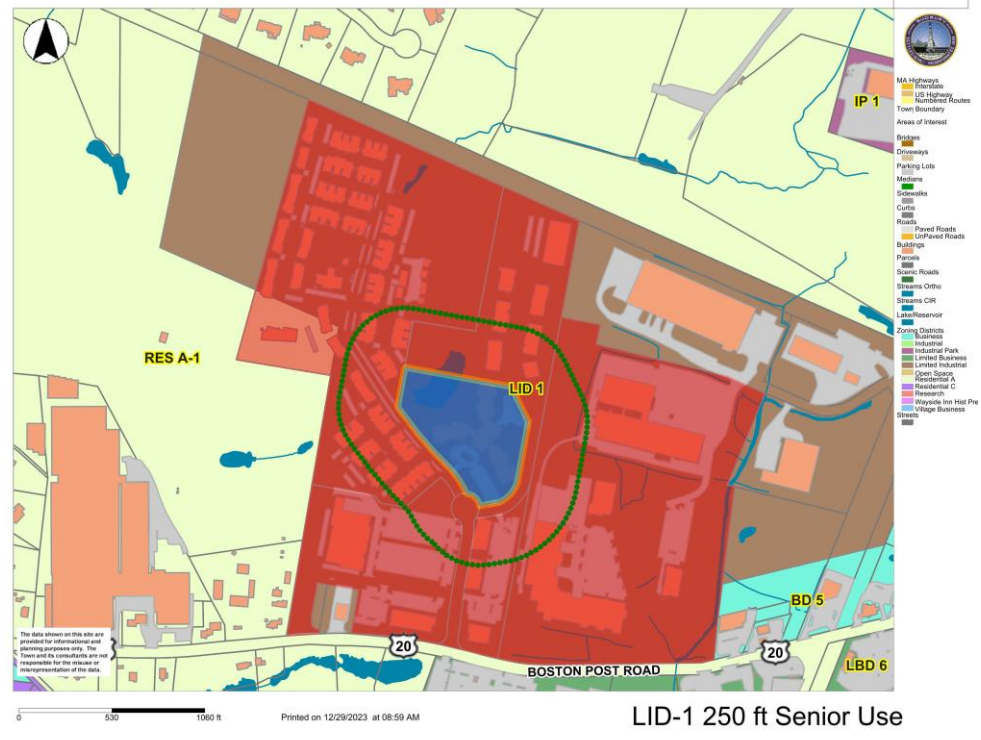 IP 1
RES A-1
LID 1
BD 5
LBD 6
20
20
BOSTON POST ROAD
The data shown on this site are
provided for informational and
planning purposes only. The
Town and its consultants are not
responsible for the misuse or
misrepresentation of the data.
0 530 1060 ft
Printed on 12/29/2023 at 08:59 AM
LID-1 250 ft Senior Use
MA Highways
Interstate
US Highway
Numbered Routes
Town Boundary
Areas of Interest
Bridges
Driveways
Parking Lots
Medians
Sidewalks
Curbs
Roads
Paved Roads
UnPaved Roads
Buildings
Parcels
Scenic Roads
Streams Ortho
Streams CIR
Lake/Reservoir
Zoning Districts
Business
Industrial
Industrial Park
Limited Business
Limited Industrial
Open Space
Residential A
Residential C
Research
Wayside Inn Hist Pre
Village Business
Streets